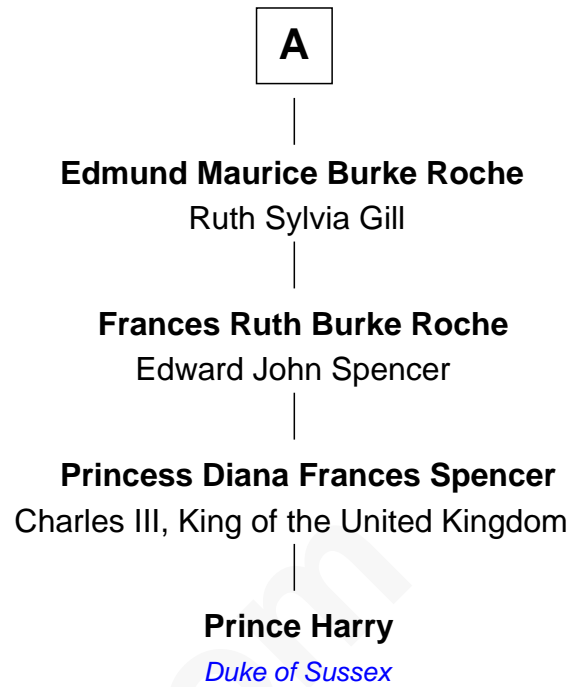 A
Edmund Maurice Burke Roche
Ruth Sylvia Gill
Frances Ruth Burke Roche
Edward John Spencer
Princess Diana Frances Spencer
Charles III, King of the United Kingdom
Prince Harry
Duke of Sussex